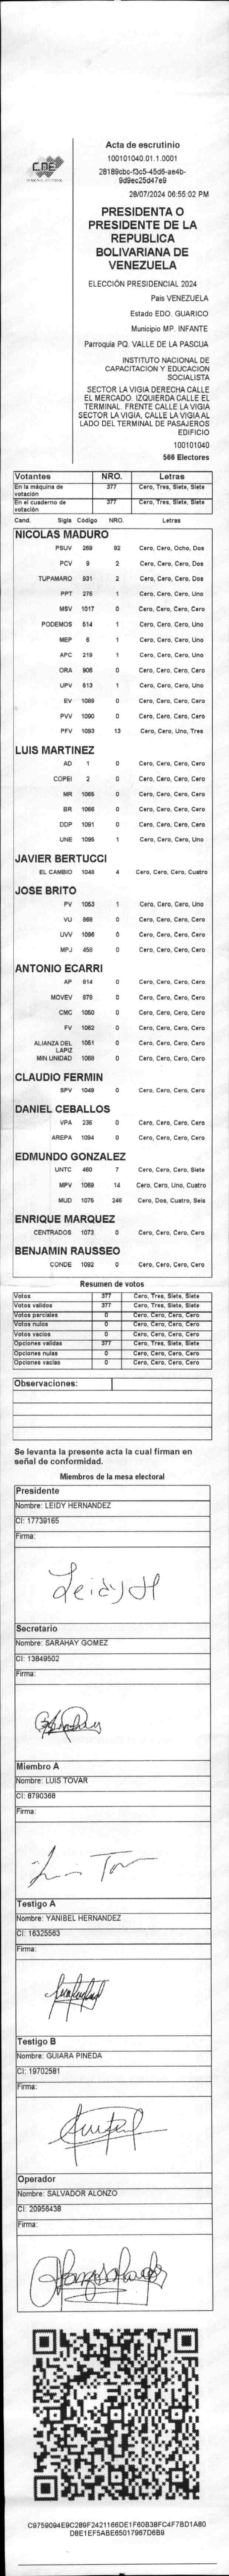 CNE
Acta de escrutinio
100101040.01.1.0001
28189cbc-f3c5-45d6-ae4b-
9d9ec25d47e9
28/07/2024 06:55:02 PM
PRESIDENTA O
PRESIDENTE DE LA
REPUBLICA
BOLIVARIANA DE
VENEZUELA
ELECCIÓN PRESIDENCIAL 2024
Pais VENEZUELA
Estado EDO. GUARICO
Municipio MP. INFANTE
Parroquia PQ. VALLE DE LA PASCUA
INSTITUTO NACIONAL DE
CAPACITACION Y EDUCACION
SOCIALISTA
SECTOR LA VIGIA DERECHA CALLE
EL MERCADO. IZQUIERDA CALLE EL
TERMINAL. FRENTE CALLE LA VIGIA
SECTOR LA VIGIA, CALLE LA VIGIA AL
LADO DEL TERMINAL DE PASAJEROS
EDIFICIO
100101040
566 Electores
Votantes NRO. Letras
En la máquina de votación 377 Cero, Tres, Siete, Siete
En el cuaderno de votación 377 Cero, Tres, Siete, Siete
Cand. Sigla Código NRO. Letras
NICOLAS MADURO
PSUV 269 82 Cero, Cero, Ocho, Dos
PCV 9 2 Cero, Cero, Cero, Dos
TUPAMARO 931 2 Cero, Cero, Cero, Dos
PPT 276 1 Cero, Cero, Cero, Uno
MSV 1017 0 Cero, Cero, Cero, Cero
PODEMOS 514 1 Cero, Cero, Cero, Uno
MEP 6 1 Cero, Cero, Cero, Uno
APC 219 1 Cero, Cero, Cero, Uno
ORA 906 0 Cero, Cero, Cero, Cero
UPV 613 1 Cero, Cero, Cero, Uno
EV 1089 0 Cero, Cero, Cero, Cero
PVV 1090 0 Cero, Cero, Cero, Cero
PFV 1093 13 Cero, Cero, Uno, Tres
LUIS MARTINEZ
AD 1 0 Cero, Cero, Cero, Cero
COPEI 2 0 Cero, Cero, Cero, Cero
MR 1065 0 Cero, Cero, Cero, Cero
BR 1066 0 Cero, Cero, Cero, Cero
DDP 1091 0 Cero, Cero, Cero, Cero
UNE 1095 1 Cero, Cero, Cero, Uno
JAVIER BERTUCCI
EL CAMBIO 1048 4 Cero, Cero, Cero, Cuatro
JOSE BRITO
PV 1053 1 Cero, Cero, Cero, Uno
VU 868 0 Cero, Cero, Cero, Cero
UVV 1096 0 Cero, Cero, Cero, Cero
MPJ 456 0 Cero, Cero, Cero, Cero
ANTONIO ECARRI
AP 814 0 Cero, Cero, Cero, Cero
MOVEV 878 0 Cero, Cero, Cero, Cero
CMC 1050 0 Cero, Cero, Cero, Cero
FV 1062 0 Cero, Cero, Cero, Cero
ALIANZA DEL LAPIZ 1051 0 Cero, Cero, Cero, Cero
MIN UNIDAD 1068 0 Cero, Cero, Cero, Cero
CLAUDIO FERMIN
SPV 1049 0 Cero, Cero, Cero, Cero
DANIEL CEBALLOS
VPA 236 0 Cero, Cero, Cero, Cero
AREPA 1094 0 Cero, Cero, Cero, Cero
EDMUNDO GONZALEZ
UNTC 460 7 Cero, Cero, Cero, Siete
MPV 1069 14 Cero, Cero, Uno, Cuatro
MUD 1075 246 Cero, Dos, Cuatro, Seis
ENRIQUE MARQUEZ
CENTRADOS 1073 0 Cero, Cero, Cero, Cero
BENJAMIN RAUSSEO
CONDE 1092 0 Cero, Cero, Cero, Cero
Resumen de votos
Votos 377 Cero, Tres, Siete, Siete
Votos validos 377 Cero, Tres, Siete, Siete
Votos parciales 0 Cero, Cero, Cero, Cero
Votos nulos 0 Cero, Cero, Cero, Cero
Votos vacios 0 Cero, Cero, Cero, Cero
Opciones validas 377 Cero, Tres, Siete, Siete
Opciones nulas 0 Cero, Cero, Cero, Cero
Opciones vacias 0 Cero, Cero, Cero, Cero
Observaciones:
Se levanta la presente acta la cual firman en
señal de conformidad.
Miembros de la mesa electoral
Presidente
Nombre: LEIDY HERNANDEZ
CI: 17739165
Firma:
Leidy H
Secretario
Nombre: SARAHAY GOMEZ
CI: 13849502
Firma:
Miembro A
Nombre: LUIS TOVAR
CI: 8790368
Firma:
Testigo A
Nombre: YANIBEL HERNANDEZ
CI: 16325563
Firma:
Testigo B
Nombre: GUIARA PINEDA
CI: 19702581
Firma:
Operador
Nombre: SALVADOR ALONZO
CI: 20956438
Firma:
C9759094E9C289F2421166DE1F60B38FC4F7BD1A80
D8E1EF5ABE65017967D6B9